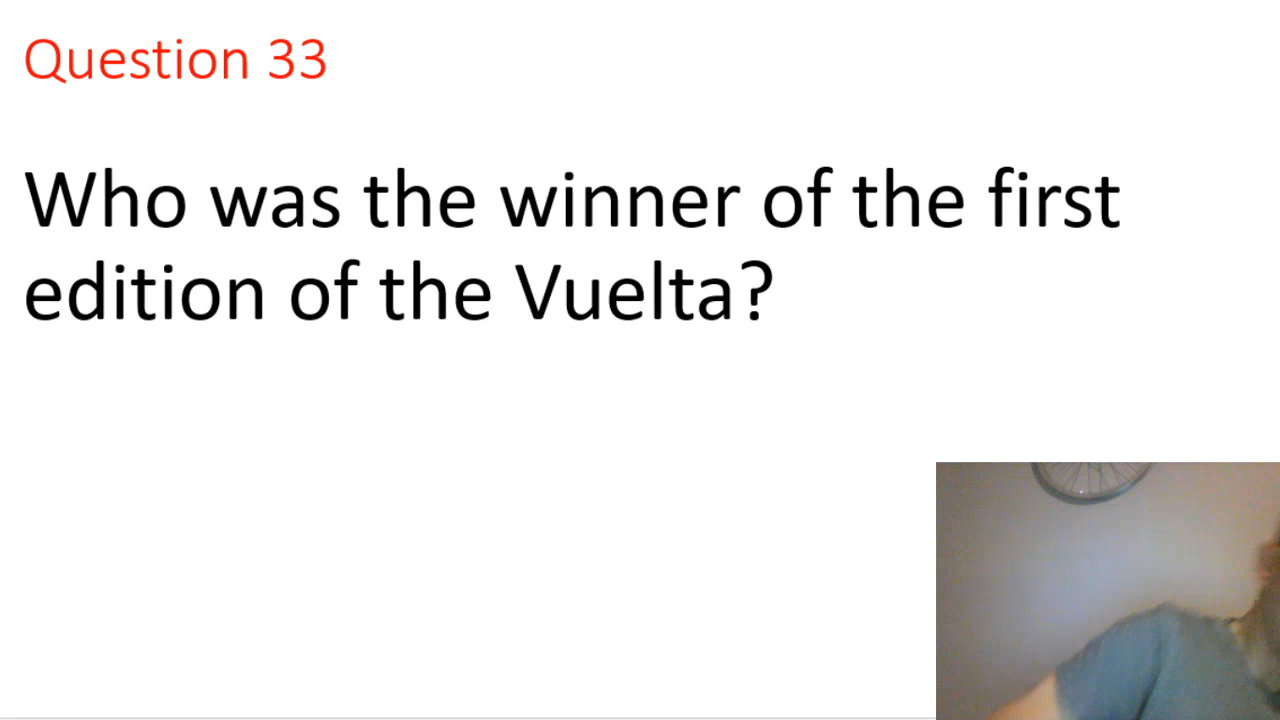 Question 33
Who was the winner of the first
edition of the Vuelta?